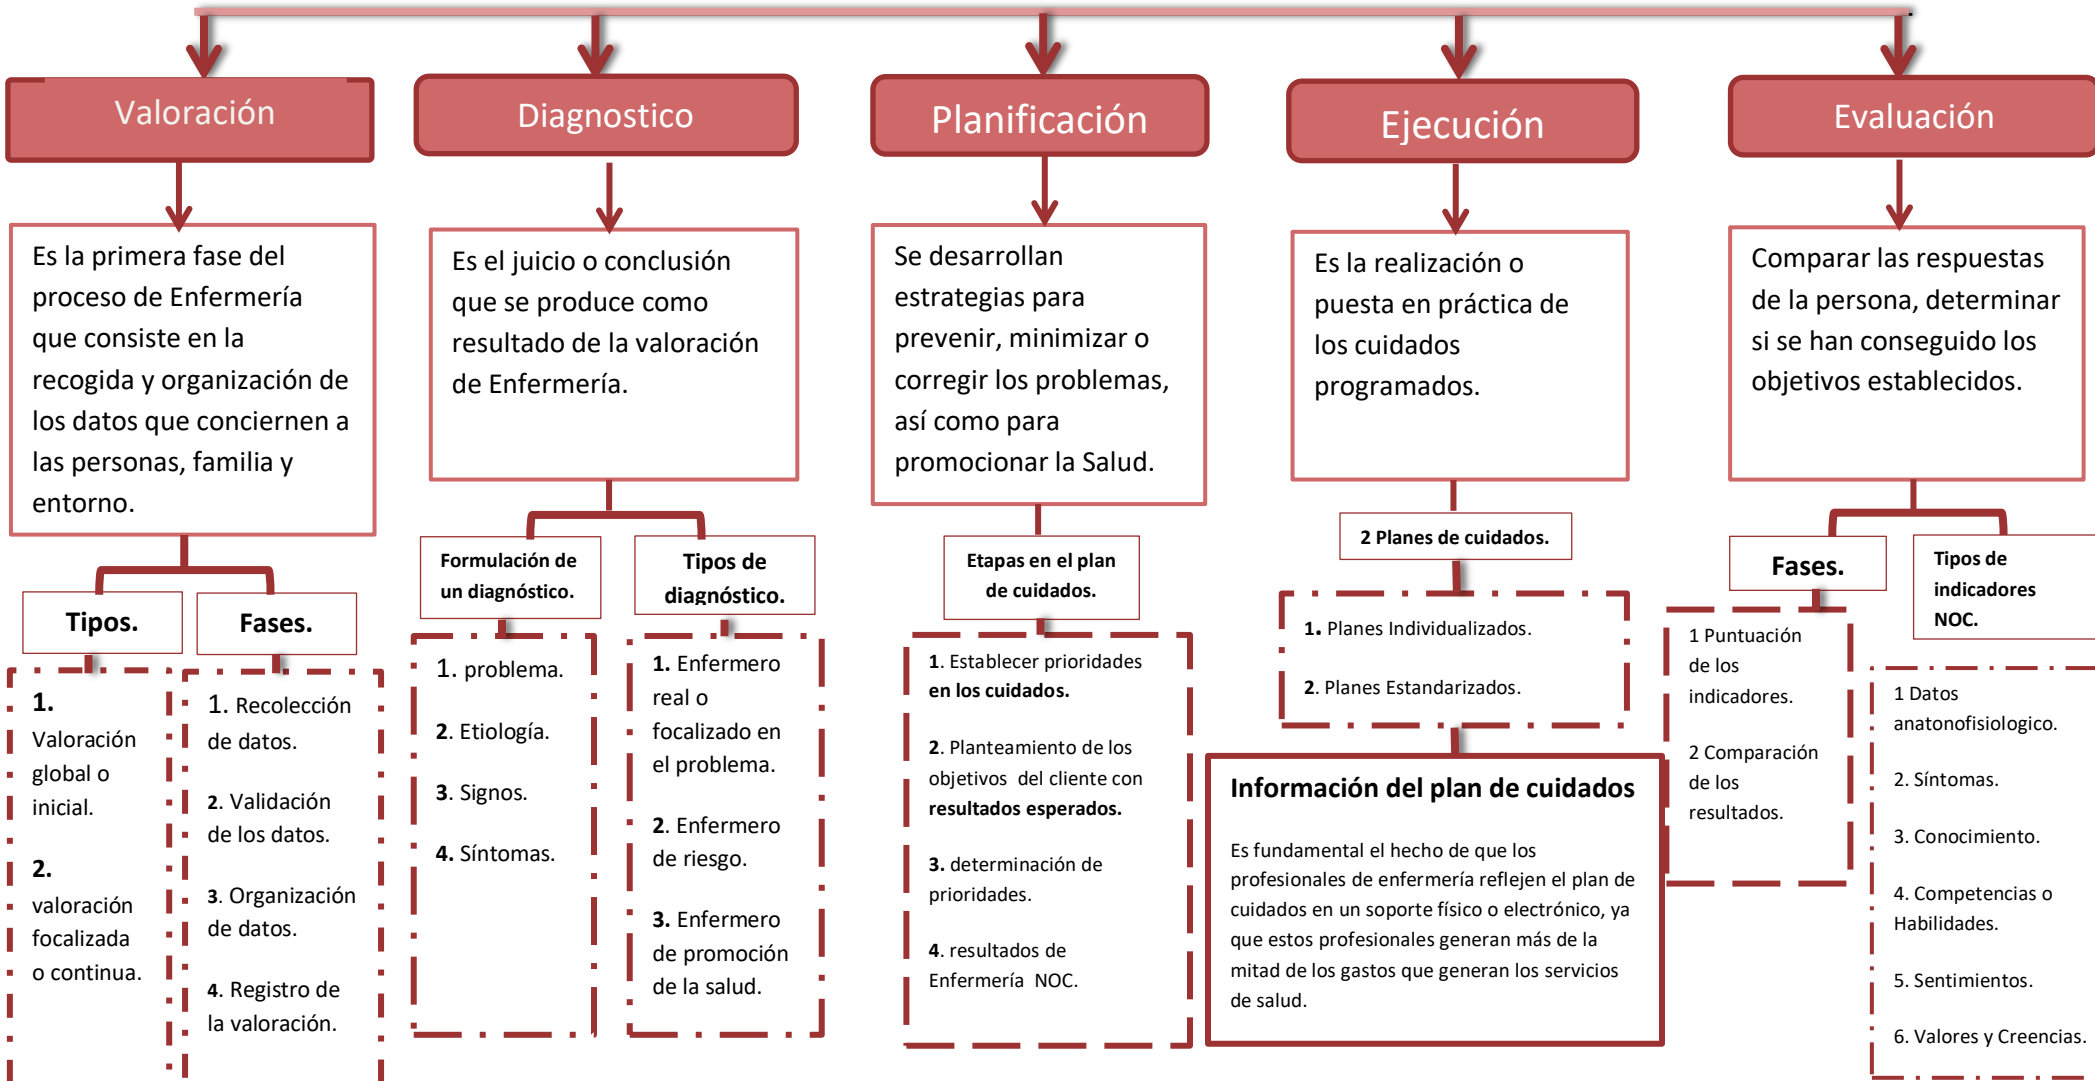 Valoración
Diagnostico
Planificación
Ejecución
Evaluación
Es la primera fase del
proceso de Enfermería
que consiste en la
recogida y organización de
los datos que conciernen a
las personas, familia y
entorno.
Es el juicio o conclusión
que se produce como
resultado de la valoración
de Enfermería.
Se desarrollan
estrategias para
prevenir, minimizar o
corregir los problemas,
así como para
promocionar la Salud.
Es la realización o
puesta en práctica de
los cuidados
programados.
Comparar las respuestas
de la persona, determinar
si se han conseguido los
objetivos establecidos.
Tipos.
1.
Valoración
global o
inicial.
2.
valoración
focalizada
o continua.
Fases.
1. Recolección
de datos.
2. Validación
de los datos.
3. Organización
de datos.
4. Registro de
la valoración.
Formulación de
un diagnóstico.
1. problema.
2. Etiología.
3. Signos.
4. Síntomas.
Tipos de
diagnóstico.
1. Enfermero
real o
focalizado en
el problema.
2. Enfermero
de riesgo.
3. Enfermero
de promoción
de la salud.
Etapas en el plan
de cuidados.
1. Establecer prioridades
en los cuidados.
2. Planteamiento de los
objetivos del cliente con
resultados esperados.
3. determinación de
prioridades.
4. resultados de
Enfermería NOC.
2 Planes de cuidados.
1. Planes Individualizados.
2. Planes Estandarizados.
Información del plan de cuidados
Es fundamental el hecho de que los
profesionales de enfermería reflejen el plan de
cuidados en un soporte físico o electrónico, ya
que estos profesionales generan más de la
mitad de los gastos que generan los servicios
de salud.
Fases.
1 Puntuación
de los
indicadores.
2 Comparación
de los
resultados.
Tipos de
indicadores
NOC.
1 Datos
anatonofisiologico.
2. Síntomas.
3. Conocimiento.
4. Competencias o
Habilidades.
5. Sentimientos.
6. Valores y Creencias.